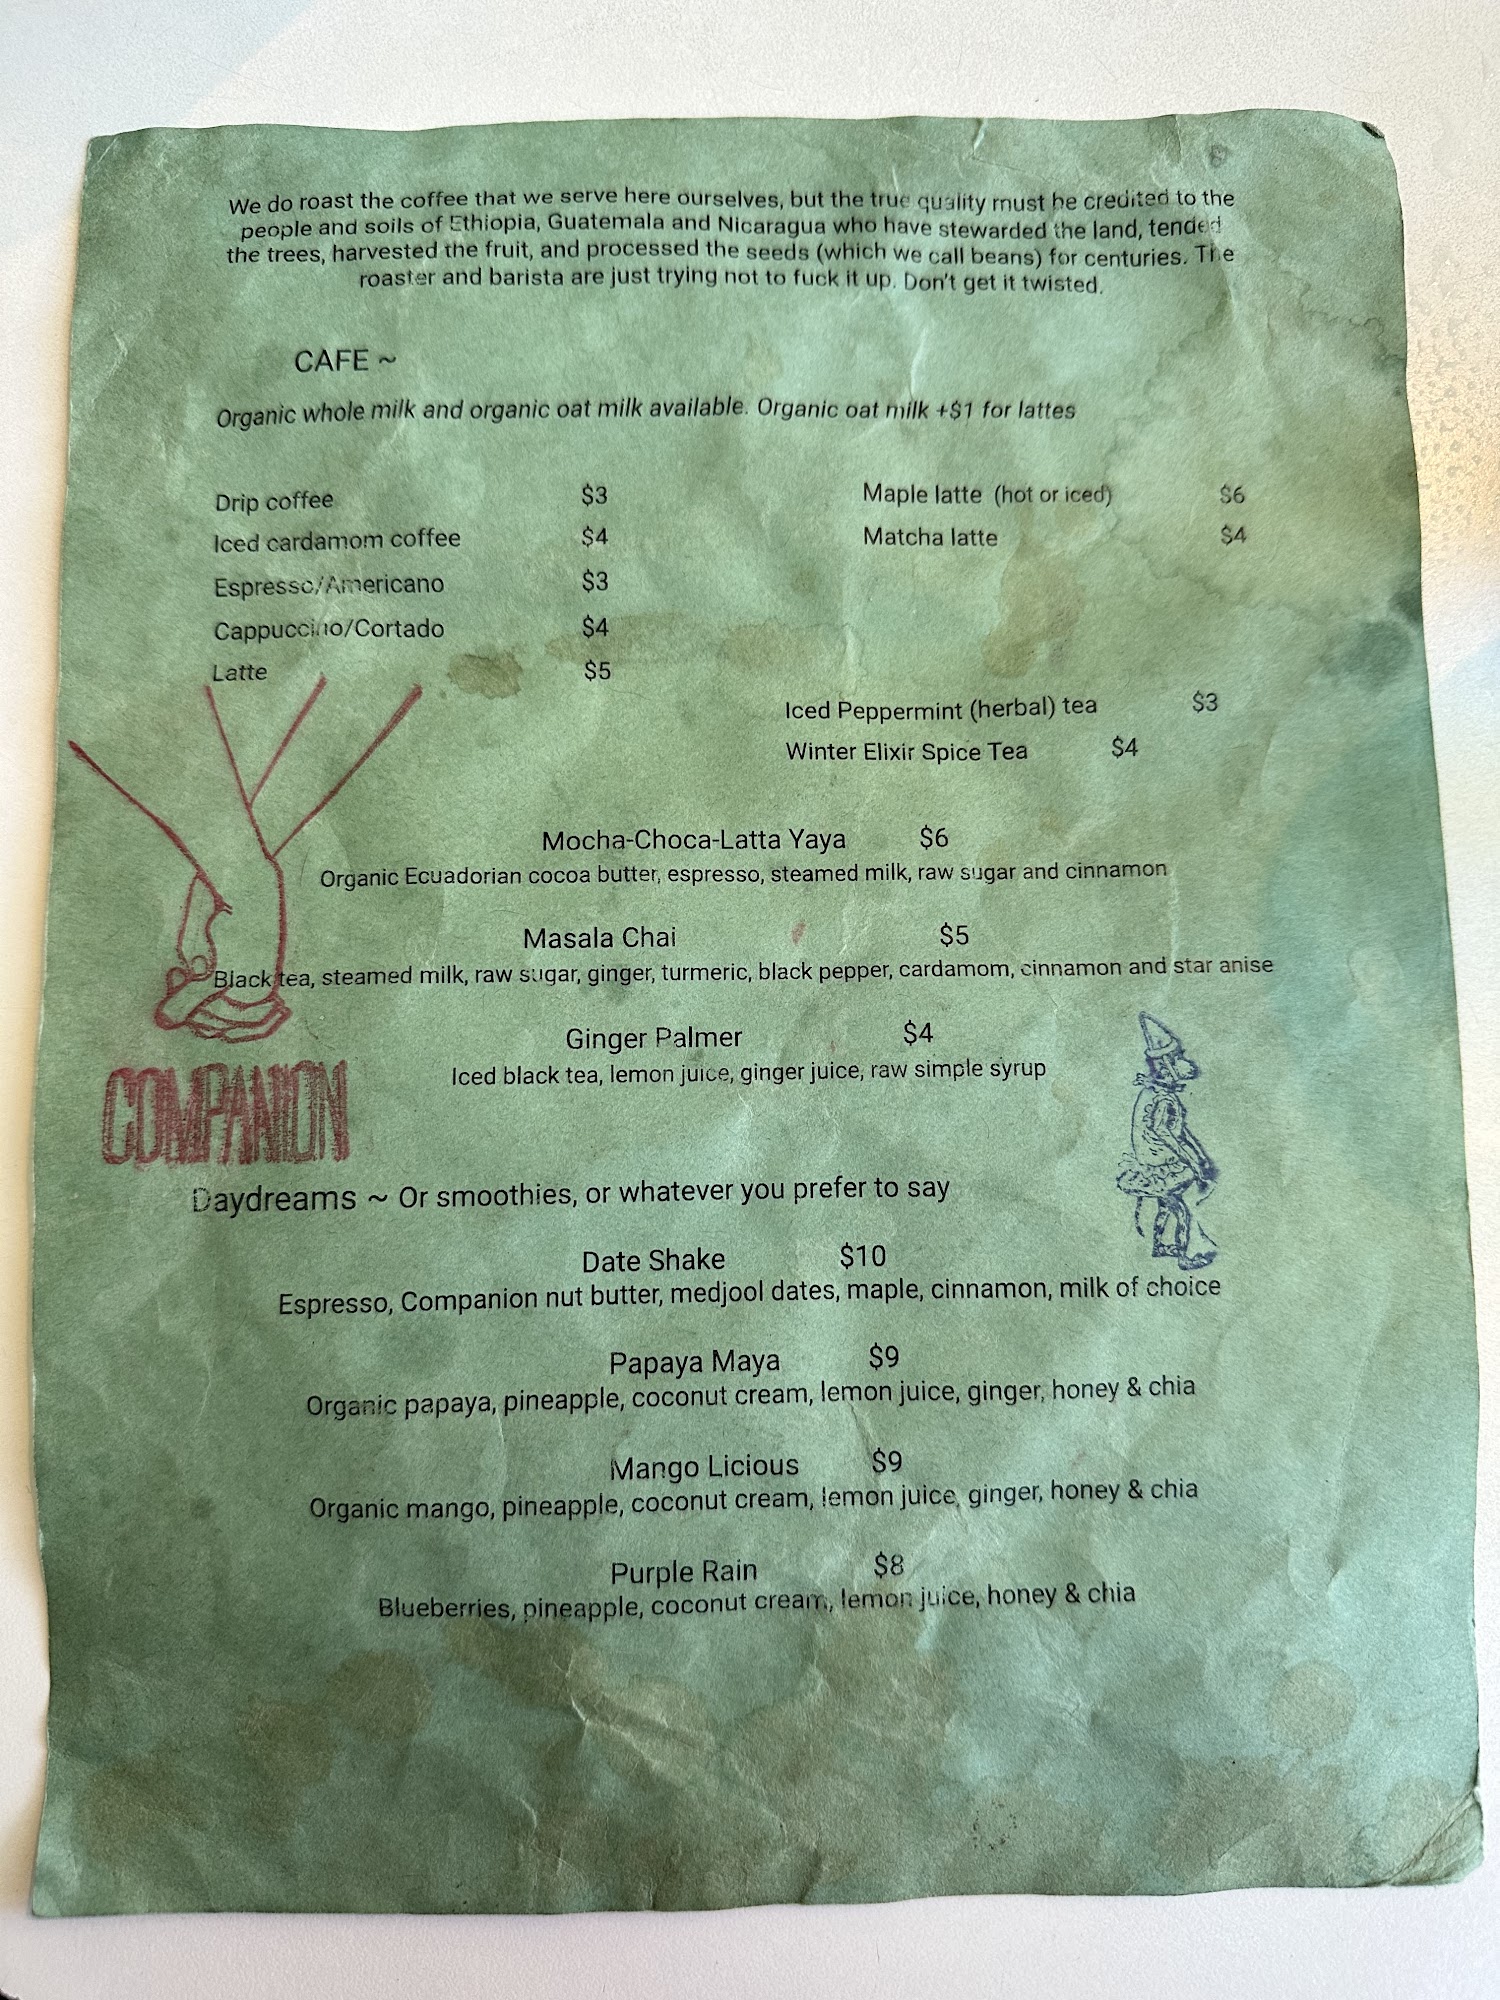 We do roast the coffee that we serve here ourselves, but the true quality must be credited to the
people and soils of Ethiopia, Guatemala and Nicaragua who have stewarded the land, tended
the trees, harvested the fruit, and processed the seeds (which we call beans) for centuries. The
roaster and barista are just trying not to fuck it up. Don't get it twisted.
CAFE ~
Organic whole milk and organic oat milk available. Organic oat milk +$1 for lattes
Drip coffee $3
Iced cardamom coffee $4
Espresso/Americano $3
Cappuccino/Cortado $4
Latte $5
Maple latte (hot or iced) $6
Matcha latte $4
Iced Peppermint (herbal) tea $3
Winter Elixir Spice Tea $4
Mocha-Choca-Latta Yaya $6
Organic Ecuadorian cocoa butter, espresso, steamed milk, raw sugar and cinnamon
Masala Chai $5
Black tea, steamed milk, raw sugar, ginger, turmeric, black pepper, cardamom, cinnamon and star anise
Ginger Palmer $4
Iced black tea, lemon juice, ginger juice, raw simple syrup
COMPANION
Daydreams ~ Or smoothies, or whatever you prefer to say
Date Shake $10
Espresso, Companion nut butter, medjool dates, maple, cinnamon, milk of choice
Papaya Maya $9
Organic papaya, pineapple, coconut cream, lemon juice, ginger, honey & chia
Mango Licious $9
Organic mango, pineapple, coconut cream, lemon juice, ginger, honey & chia
Purple Rain $8
Blueberries, pineapple, coconut cream, lemon juice, honey & chia